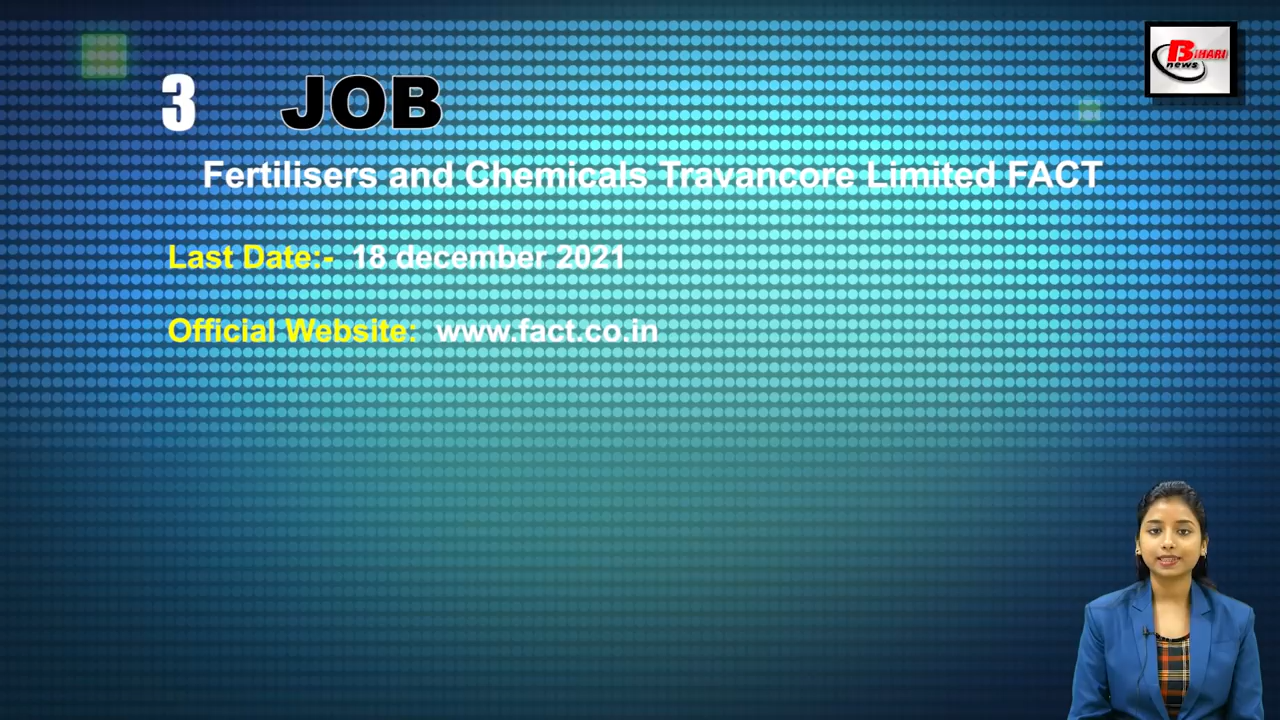 BIHARI
news
3 JOB
Fertilisers and Chemicals Travancore Limited FACT
Last Date:- 18 december 2021
Official Website: www.fact.co.in